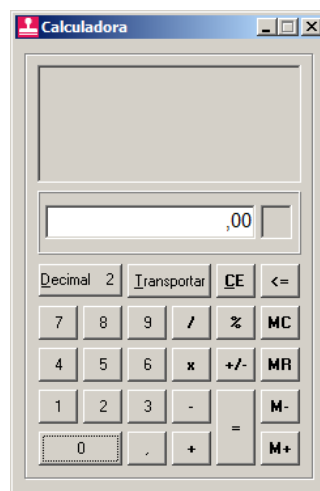 Calculadora
,00
Decimal 2 Transportar CE <=
7 8 9 / % MC
4 5 6 x +/- MR
1 2 3 - = M-
0 , + M+